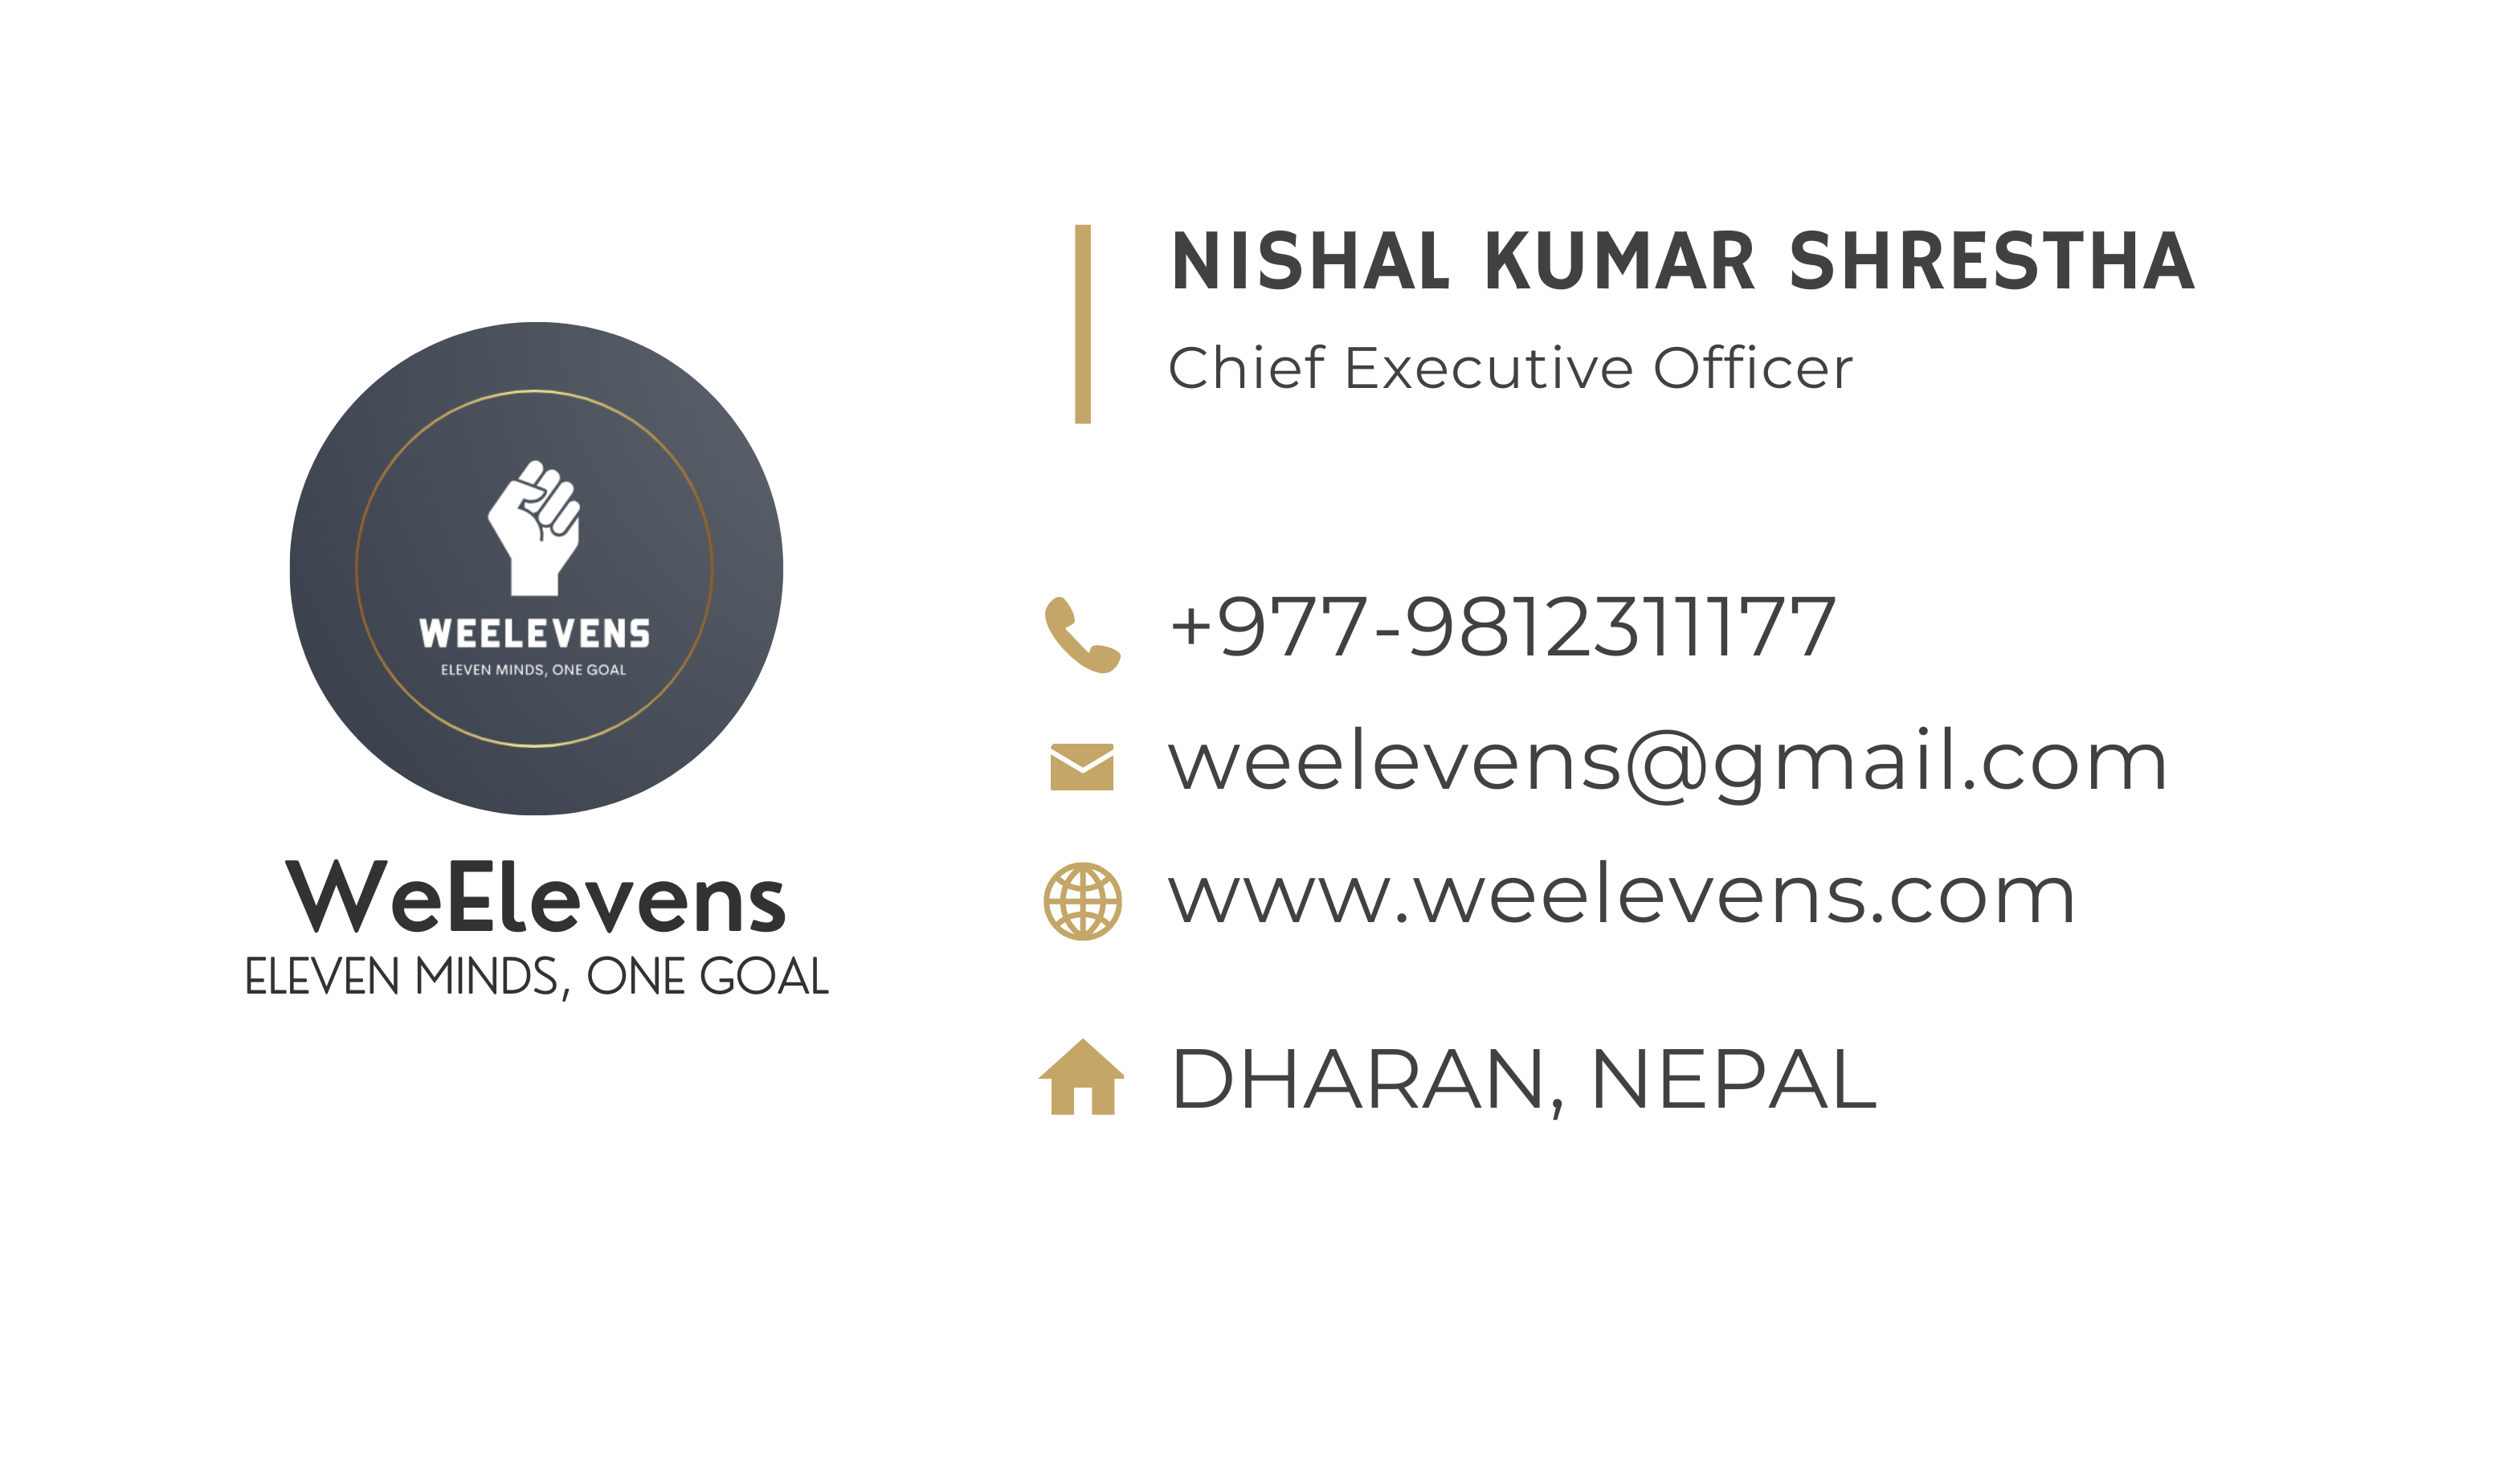 WEELEVENS
ELEVEN MINDS, ONE GOAL
WeElevens
ELEVEN MINDS, ONE GOAL
NISHAL KUMAR SHRESTHA
Chief Executive Officer
+977-9812311177
weelevens@gmail.com
www.weelevens.com
DHARAN, NEPAL